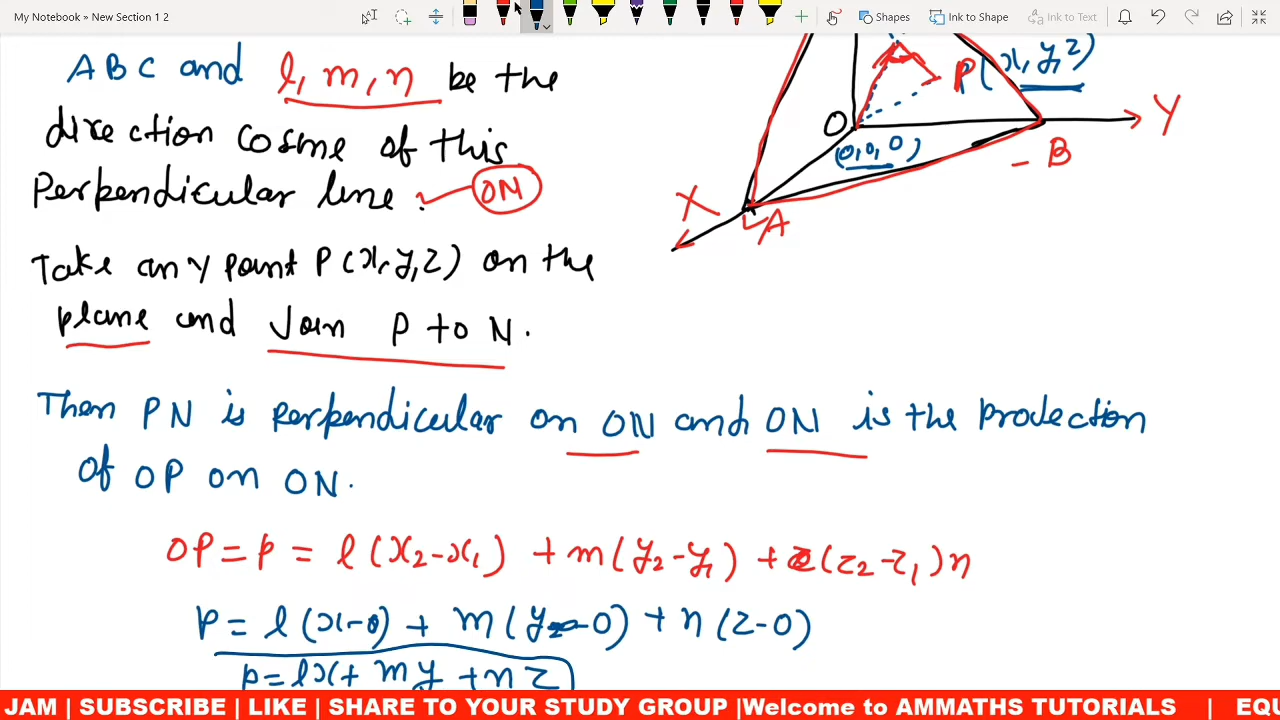 My Notebook » New Section 1 2
Shapes
Ink to Shape
Ink to Text
ABC and l, m, n be the
direction cosme of this
Perpendicular line. ON
Take any point P(x, y, z) on the
plane and Join P to N.
P(x, y, z)
O
(0, 0, 0)
Y
B
X
A
Then PN is perpendicular on ON and ON is the Projection
of OP on ON.
OP = p = l(x₂-x₁) + m(y₂-y₁) + (z₂-z₁)n
p = l(x-0) + m(y-0) + n(z-0)
p = lx + my + nz
JAM | SUBSCRIBE | LIKE | SHARE TO YOUR STUDY GROUP |Welcome to AMMATHS TUTORIALS | EQU